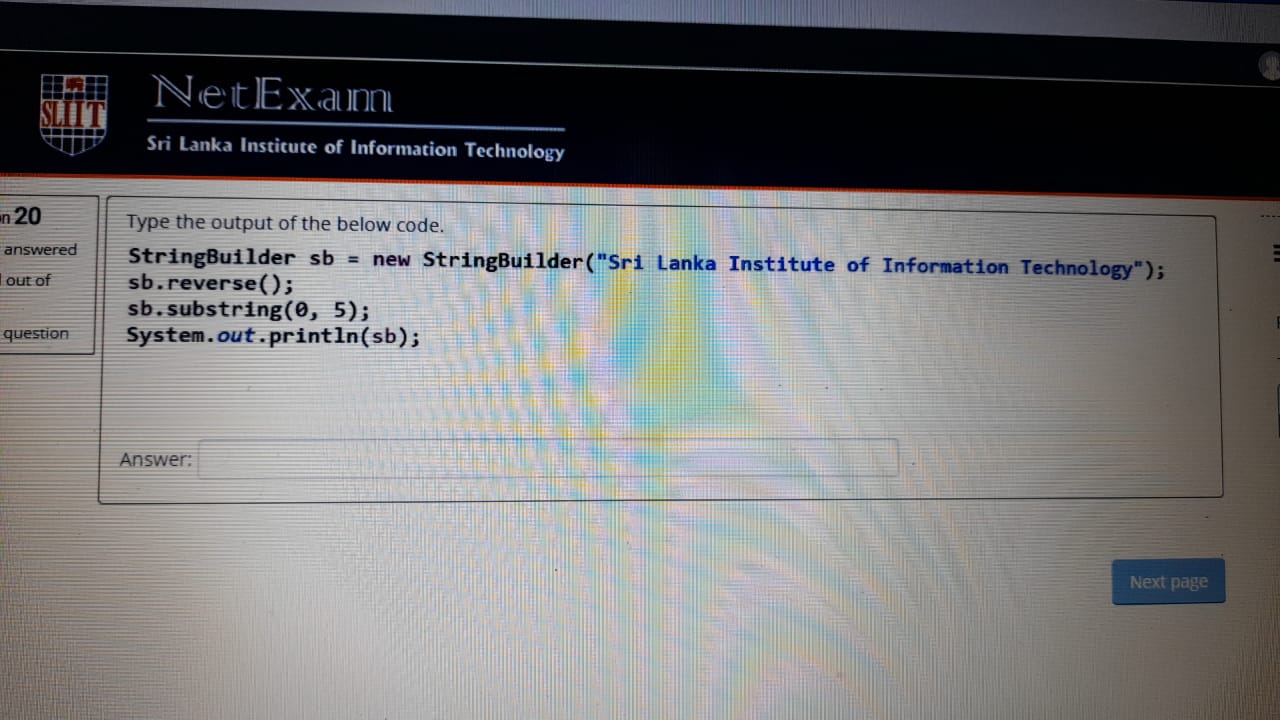 SLIIT
NetExam
Sri Lanka Institute of Information Technology
n 20
answered
out of
question
Type the output of the below code.
StringBuilder sb = new StringBuilder("Sri Lanka Institute of Information Technology");
sb.reverse();
sb.substring(0, 5);
System.out.println(sb);
Answer:
Next page